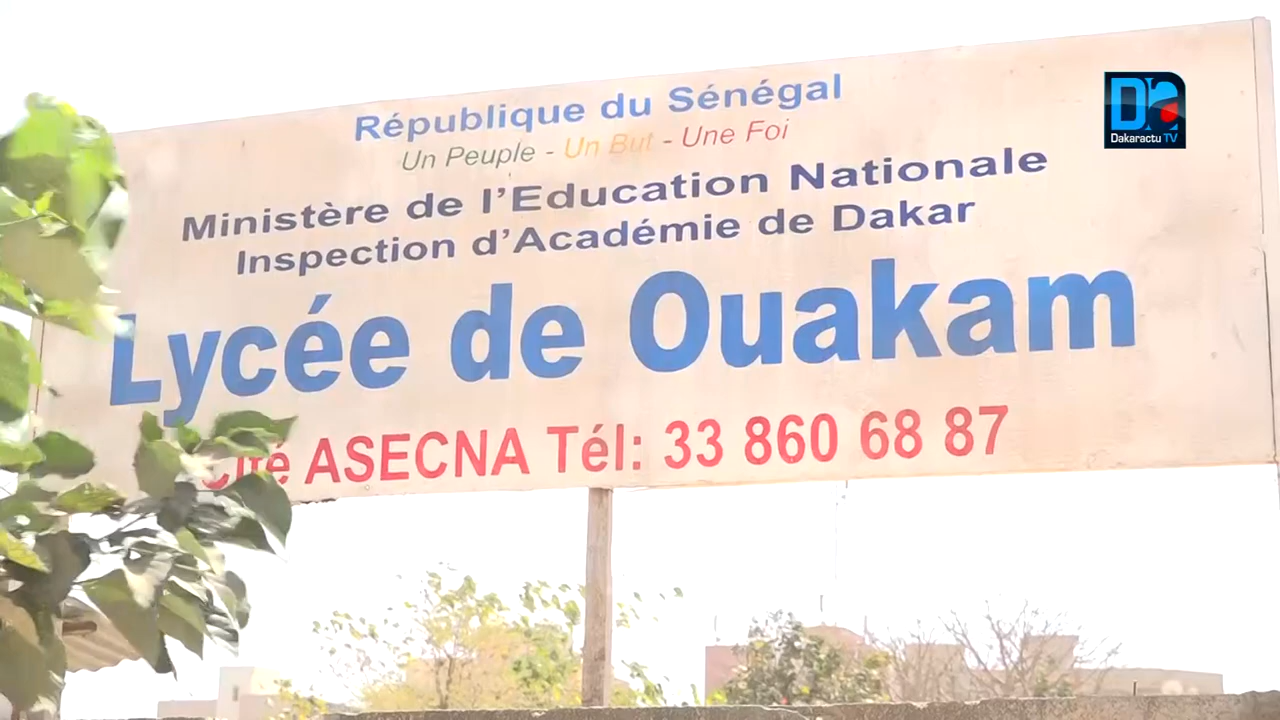 République du Sénégal
Un Peuple - Un But - Une Foi
Ministère de l'Education Nationale
Inspection d'Académie de Dakar
Lycée de Ouakam
Cité ASECNA Tél: 33 860 68 87
Dakaractu TV